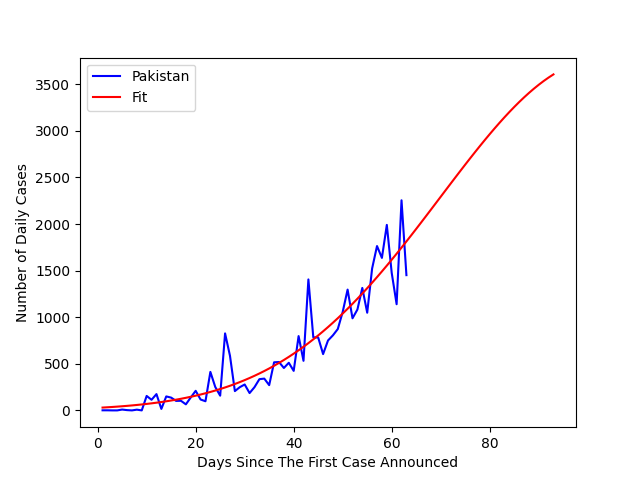 Pakistan
Fit
3500
3000
2500
2000
1500
1000
500
0
Number of Daily Cases
0 20 40 60 80
Days Since The First Case Announced